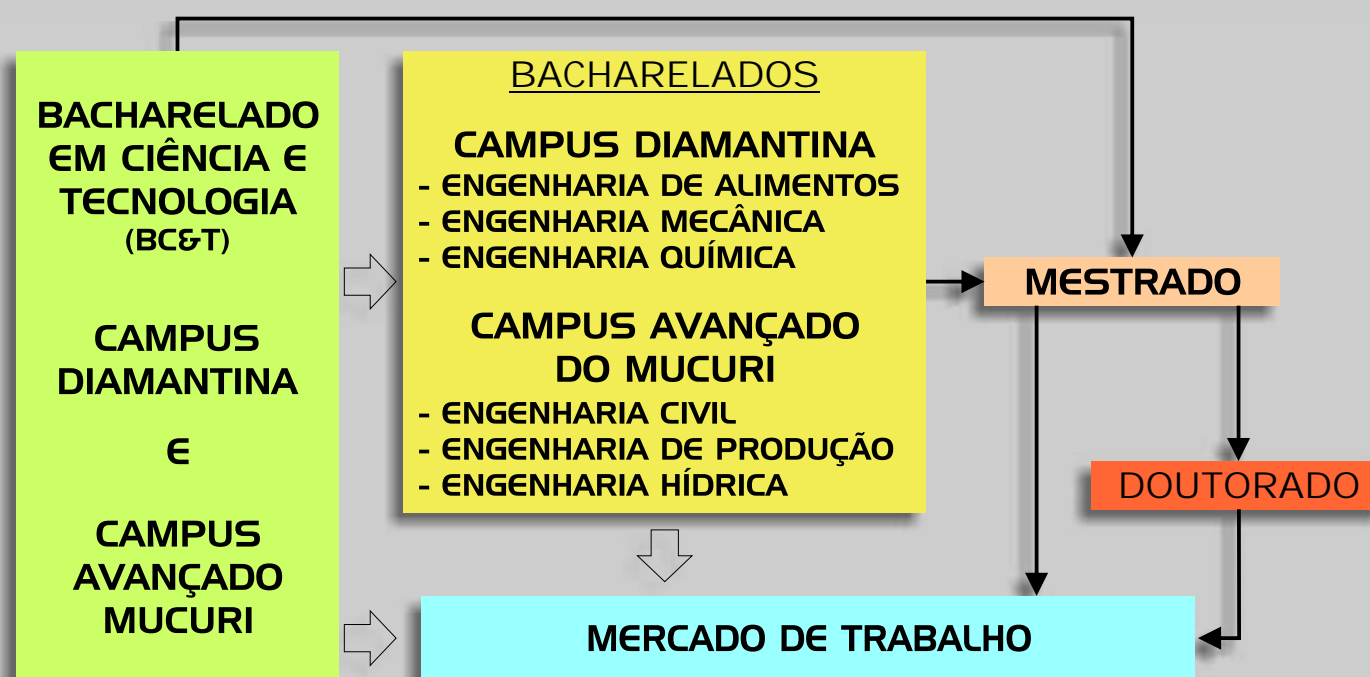 BACHARELADO
EM CIÊNCIA E
TECNOLOGIA
(BC&T)
CAMPUS
DIAMANTINA
E
CAMPUS
AVANÇADO
MUCURI
BACHARELADOS
CAMPUS DIAMANTINA
- ENGENHARIA DE ALIMENTOS
- ENGENHARIA MECÂNICA
- ENGENHARIA QUÍMICA
CAMPUS AVANÇADO
DO MUCURI
- ENGENHARIA CIVIL
- ENGENHARIA DE PRODUÇÃO
- ENGENHARIA HÍDRICA
MESTRADO
DOUTORADO
MERCADO DE TRABALHO